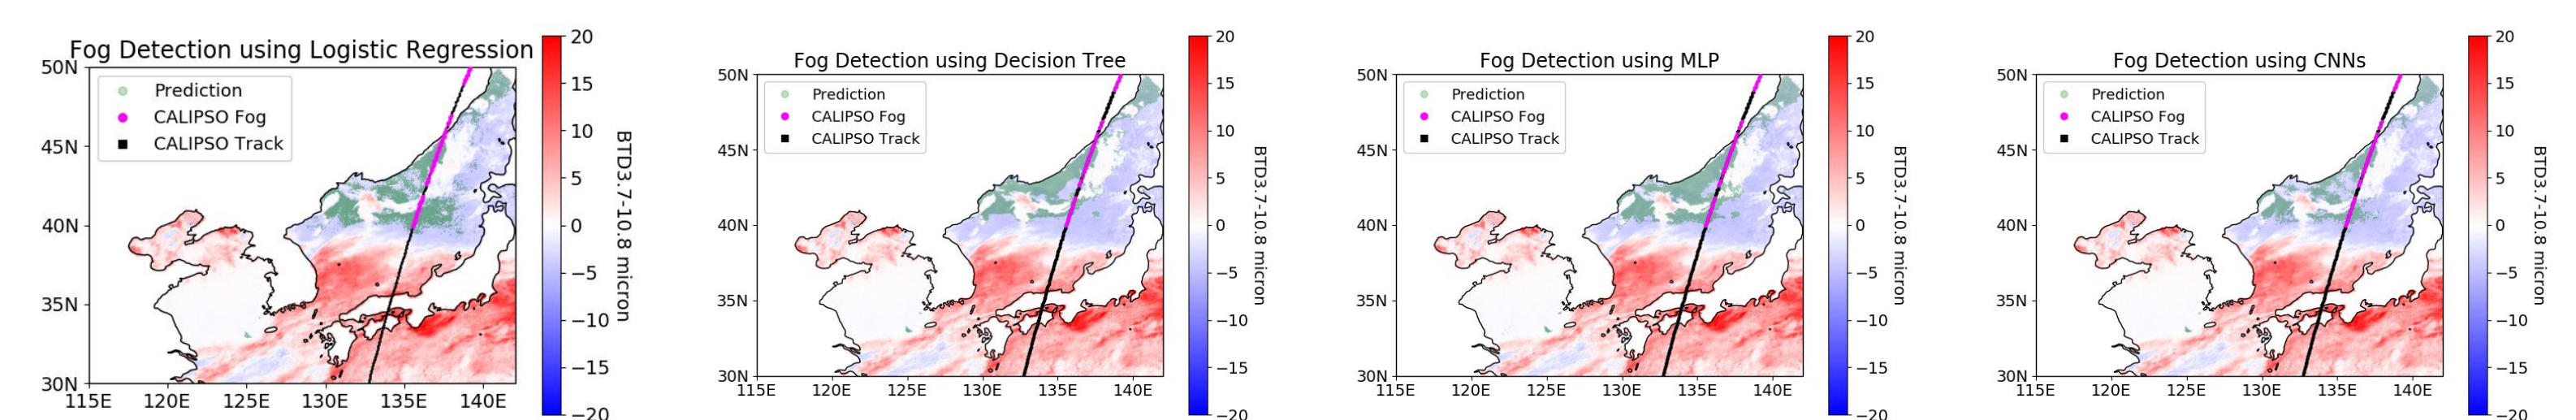 Fog Detection using Logistic Regression
50N
45N
40N
35N
30N
115E 120E 125E 130E 135E 140E
Prediction
CALIPSO Fog
CALIPSO Track
20
15
10
5
0
−5
−10
−15
−20
BTD3.7-10.8 micron
Fog Detection using Decision Tree
50N
45N
40N
35N
30N
115E 120E 125E 130E 135E 140E
Prediction
CALIPSO Fog
CALIPSO Track
20
15
10
5
0
−5
−10
−15
−20
BTD3.7-10.8 micron
Fog Detection using MLP
50N
45N
40N
35N
30N
115E 120E 125E 130E 135E 140E
Prediction
CALIPSO Fog
CALIPSO Track
20
15
10
5
0
−5
−10
−15
−20
BTD3.7-10.8 micron
Fog Detection using CNNs
50N
45N
40N
35N
30N
115E 120E 125E 130E 135E 140E
Prediction
CALIPSO Fog
CALIPSO Track
20
15
10
5
0
−5
−10
−15
−20
BTD3.7-10.8 micron